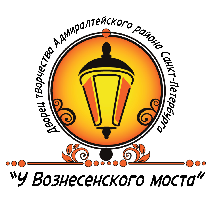 Дворец творчества Адмиралтейского района Санкт-Петербурга
"У Вознесенского моста"